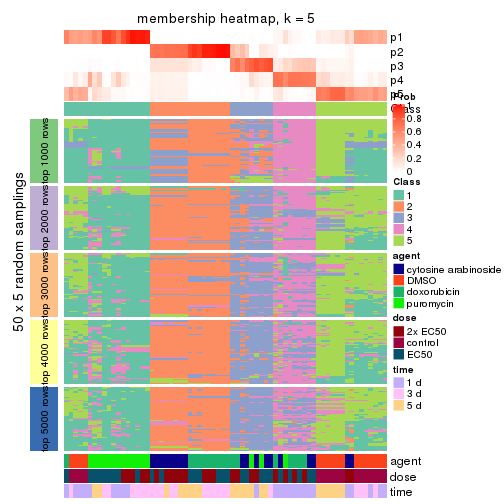 membership heatmap, k = 5
p1
p2
p3
p4
p5
Prob
1
0.8
0.6
0.4
0.2
0
Class
Class
1
2
3
4
5
agent
cytosine arabinoside
DMSO
doxorubicin
puromycin
dose
2x EC50
control
EC50
time
1 d
3 d
5 d
50 x 5 random samplings
top 1000 rows
top 2000 rows
top 3000 rows
top 4000 rows
top 5000 rows
agent
dose
time